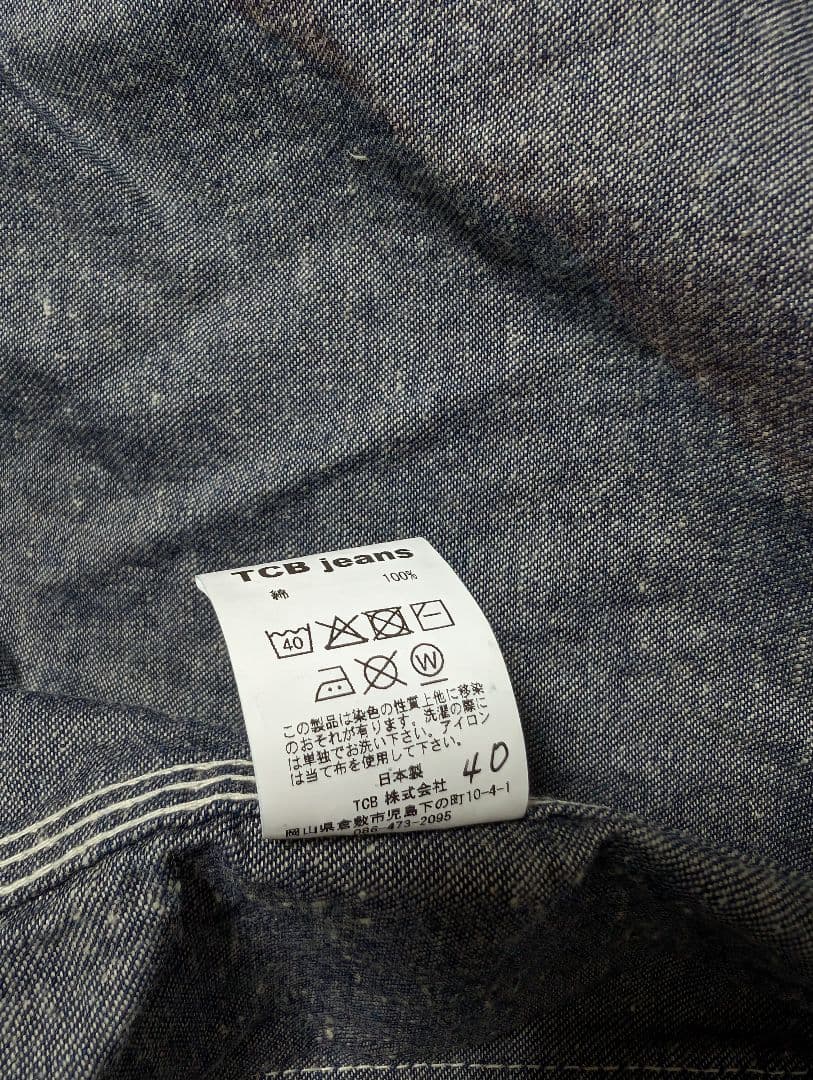 TCB jeans
綿 100%
40
W
この製品は染色の性質上他に移染
のおそれが有ります。洗濯の際に
は単独でお洗い下さい。アイロン
は当て布を使用して下さい。
日本製 40
TCB 株式会社
岡山県倉敷市児島下の町10-4-1
086-473-2095